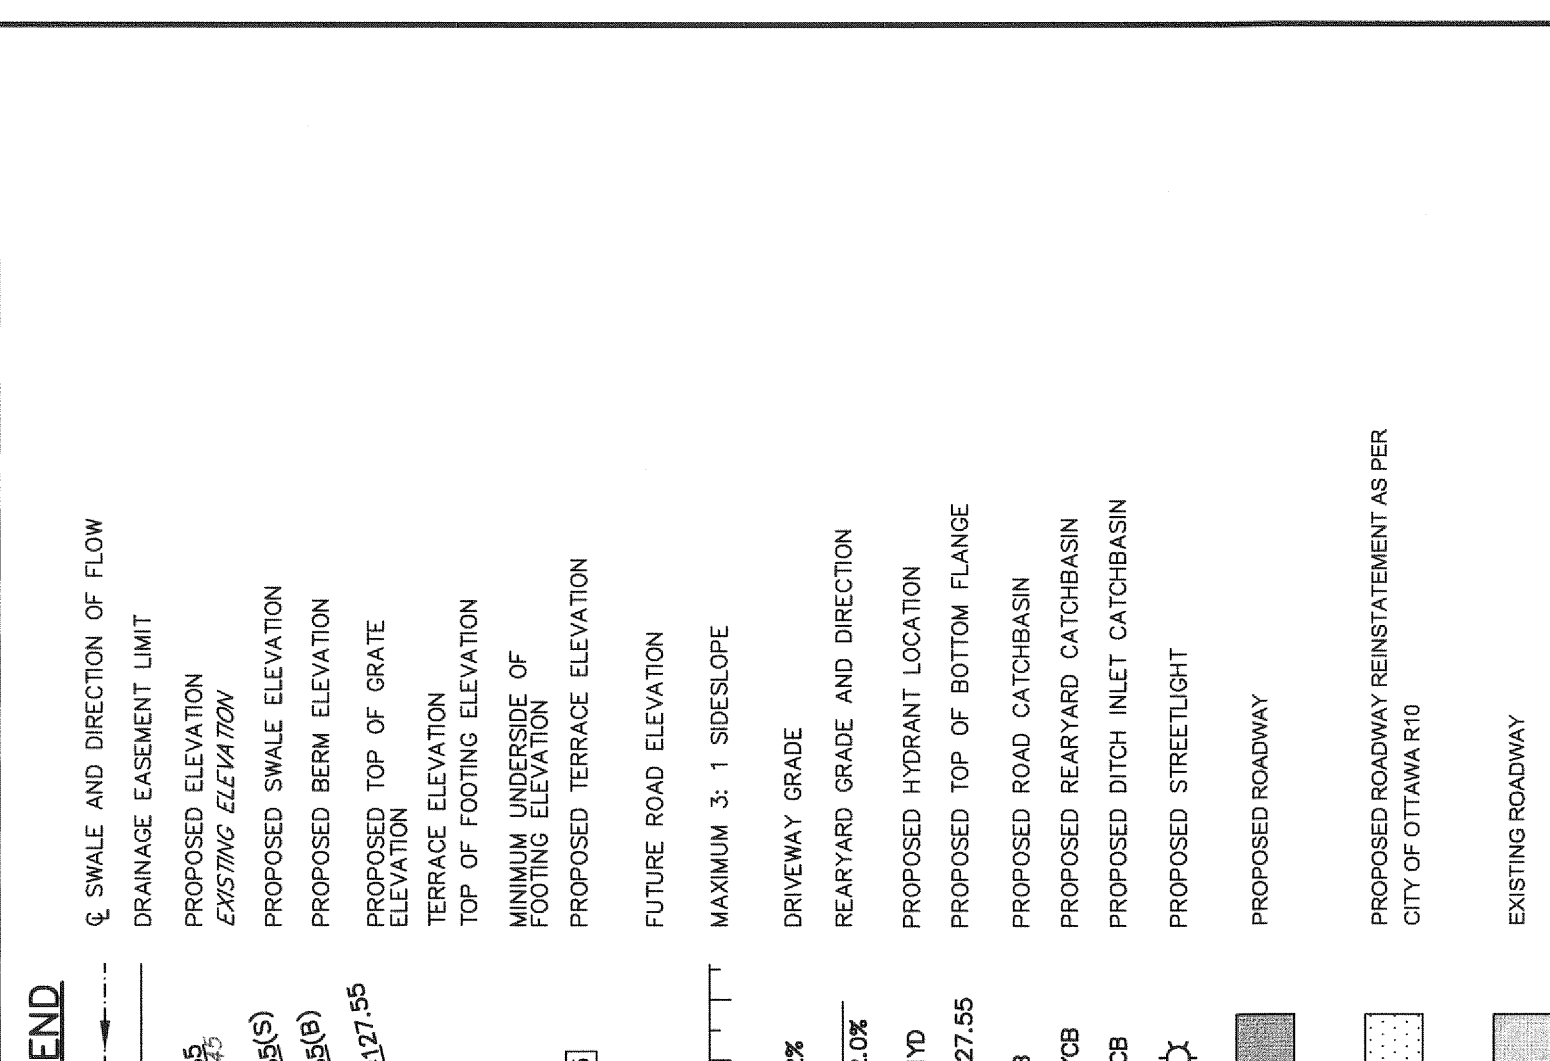 END
℄ SWALE AND DIRECTION OF FLOW
DRAINAGE EASEMENT LIMIT
PROPOSED ELEVATION
EXISTING ELEVATION
5(S) PROPOSED SWALE ELEVATION
5(B) PROPOSED BERM ELEVATION
127.55 PROPOSED TOP OF GRATE
ELEVATION
TERRACE ELEVATION
TOP OF FOOTING ELEVATION
MINIMUM UNDERSIDE OF
FOOTING ELEVATION
PROPOSED TERRACE ELEVATION
FUTURE ROAD ELEVATION
MAXIMUM 3: 1 SIDESLOPE
% DRIVEWAY GRADE
.0% REARYARD GRADE AND DIRECTION
YD PROPOSED HYDRANT LOCATION
27.55 PROPOSED TOP OF BOTTOM FLANGE
B PROPOSED ROAD CATCHBASIN
YCB PROPOSED REARYARD CATCHBASIN
CB PROPOSED DITCH INLET CATCHBASIN
PROPOSED STREETLIGHT
PROPOSED ROADWAY
PROPOSED ROADWAY REINSTATEMENT AS PER
CITY OF OTTAWA R10
EXISTING ROADWAY